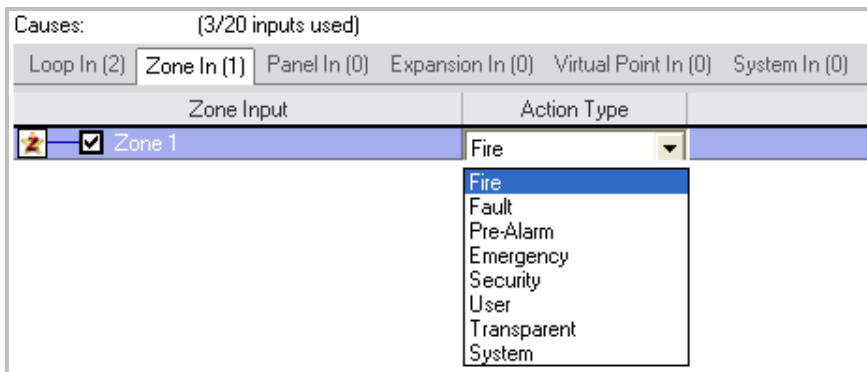 Causes: (3/20 inputs used)
Loop In (2) Zone In (1) Panel In (0) Expansion In (0) Virtual Point In (0) System In (0)
Zone Input Action Type
Z Zone 1 Fire
Fire
Fault
Pre-Alarm
Emergency
Security
User
Transparent
System